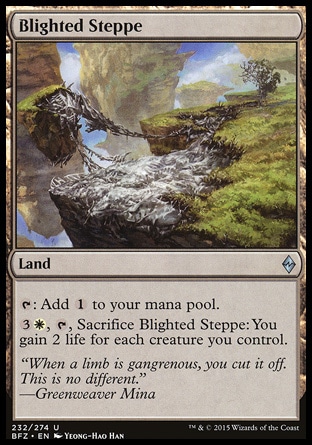 Blighted Steppe
Land
: Add 1 to your mana pool.
3, , Sacrifice Blighted Steppe: You
gain 2 life for each creature you control.
"When a limb is gangrenous, you cut it off.
This is no different."
—Greenweaver Mina
232/274 U
BFZ • EN Yeong-Hao Han
™ & © 2015 Wizards of the Coast